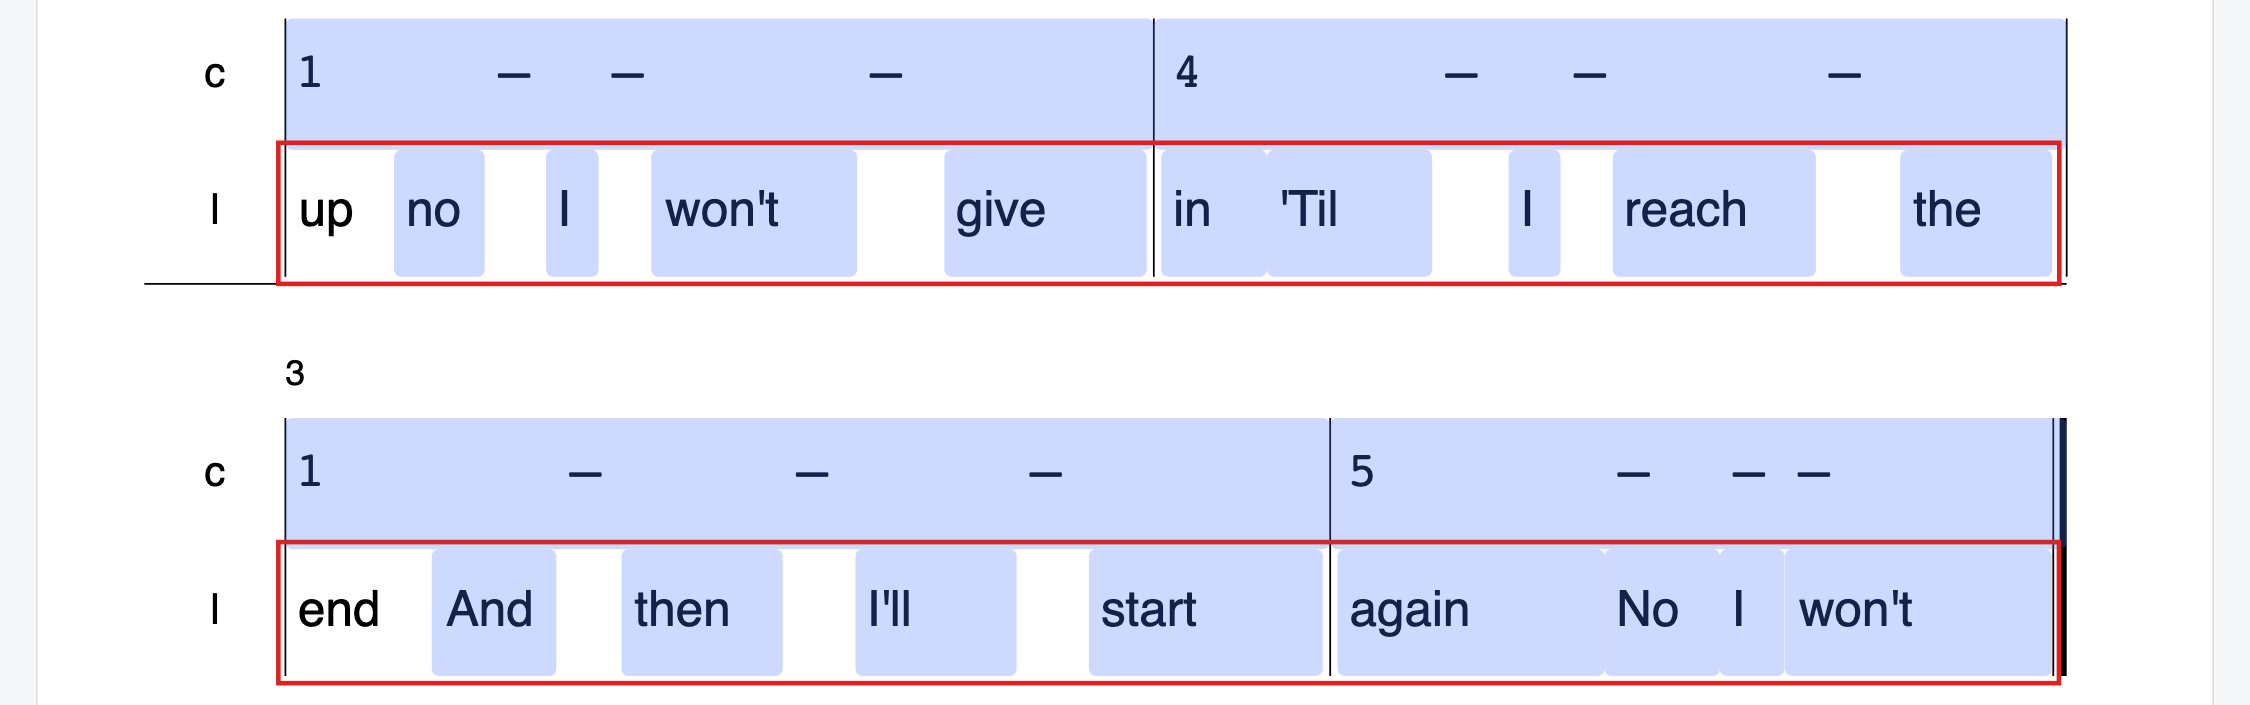 c 1 – – – 4 – – –
l up no I won't give in 'Til I reach the
3
c 1 – – – 5 – – –
l end And then I'll start again No I won't